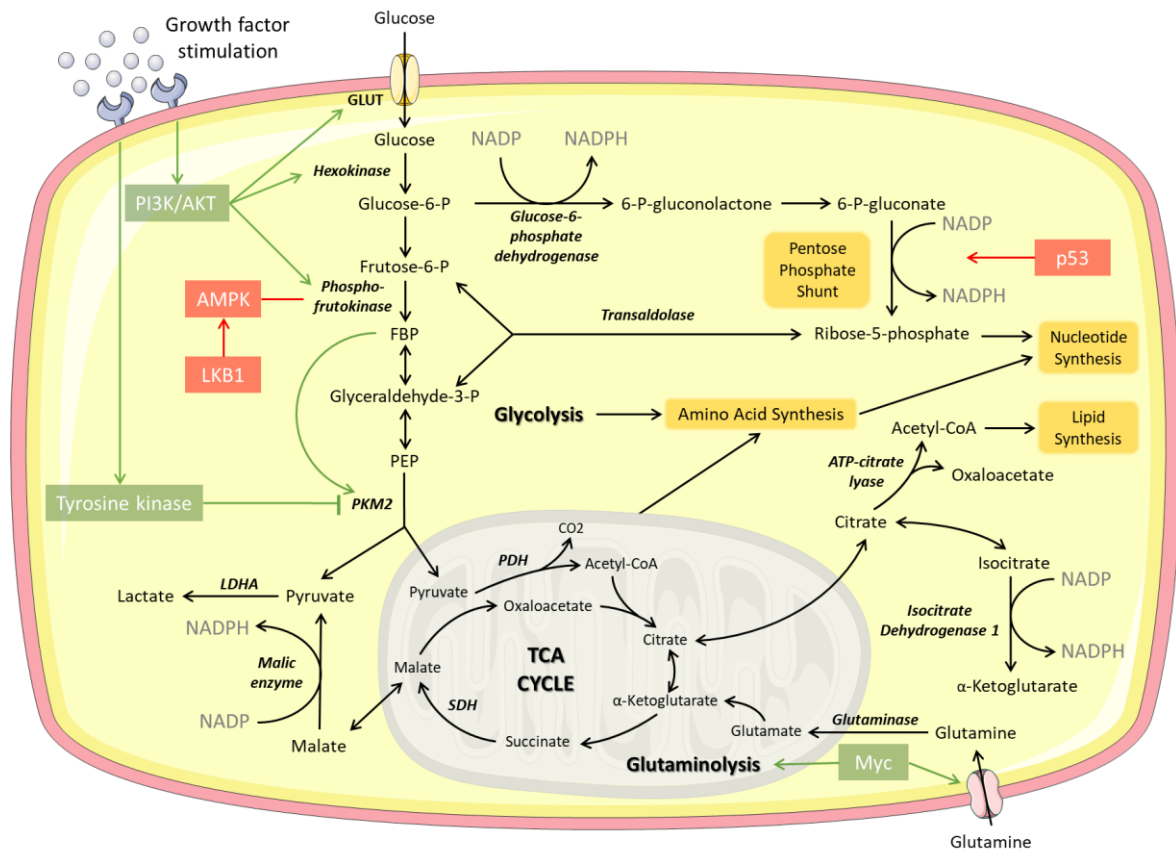 Growth factor
stimulation
Glucose
GLUT
Glucose
NADP
NADPH
Hexokinase
PI3K/AKT
Glucose-6-P
Glucose-6-
phosphate
dehydrogenase
6-P-gluconolactone
6-P-gluconate
NADP
Pentose
Phosphate
Shunt
p53
NADPH
Frutose-6-P
AMPK
Phospho-
frutokinase
Transaldolase
FBP
Ribose-5-phosphate
Nucleotide
Synthesis
LKB1
Glyceraldehyde-3-P
Glycolysis
Amino Acid Synthesis
Acetyl-CoA
Lipid
Synthesis
PEP
ATP-citrate
lyase
Oxaloacetate
Tyrosine kinase
PKM2
Citrate
CO2
PDH
Acetyl-CoA
Isocitrate
LDHA
Lactate
Pyruvate
Pyruvate
Oxaloacetate
NADP
Isocitrate
Dehydrogenase 1
NADPH
NADPH
Citrate
Malic
enzyme
Malate
TCA
CYCLE
α-Ketoglutarate
α-Ketoglutarate
NADP
SDH
Malate
Succinate
Glutamate
Glutaminase
Glutamine
Glutaminolysis
Myc
Glutamine